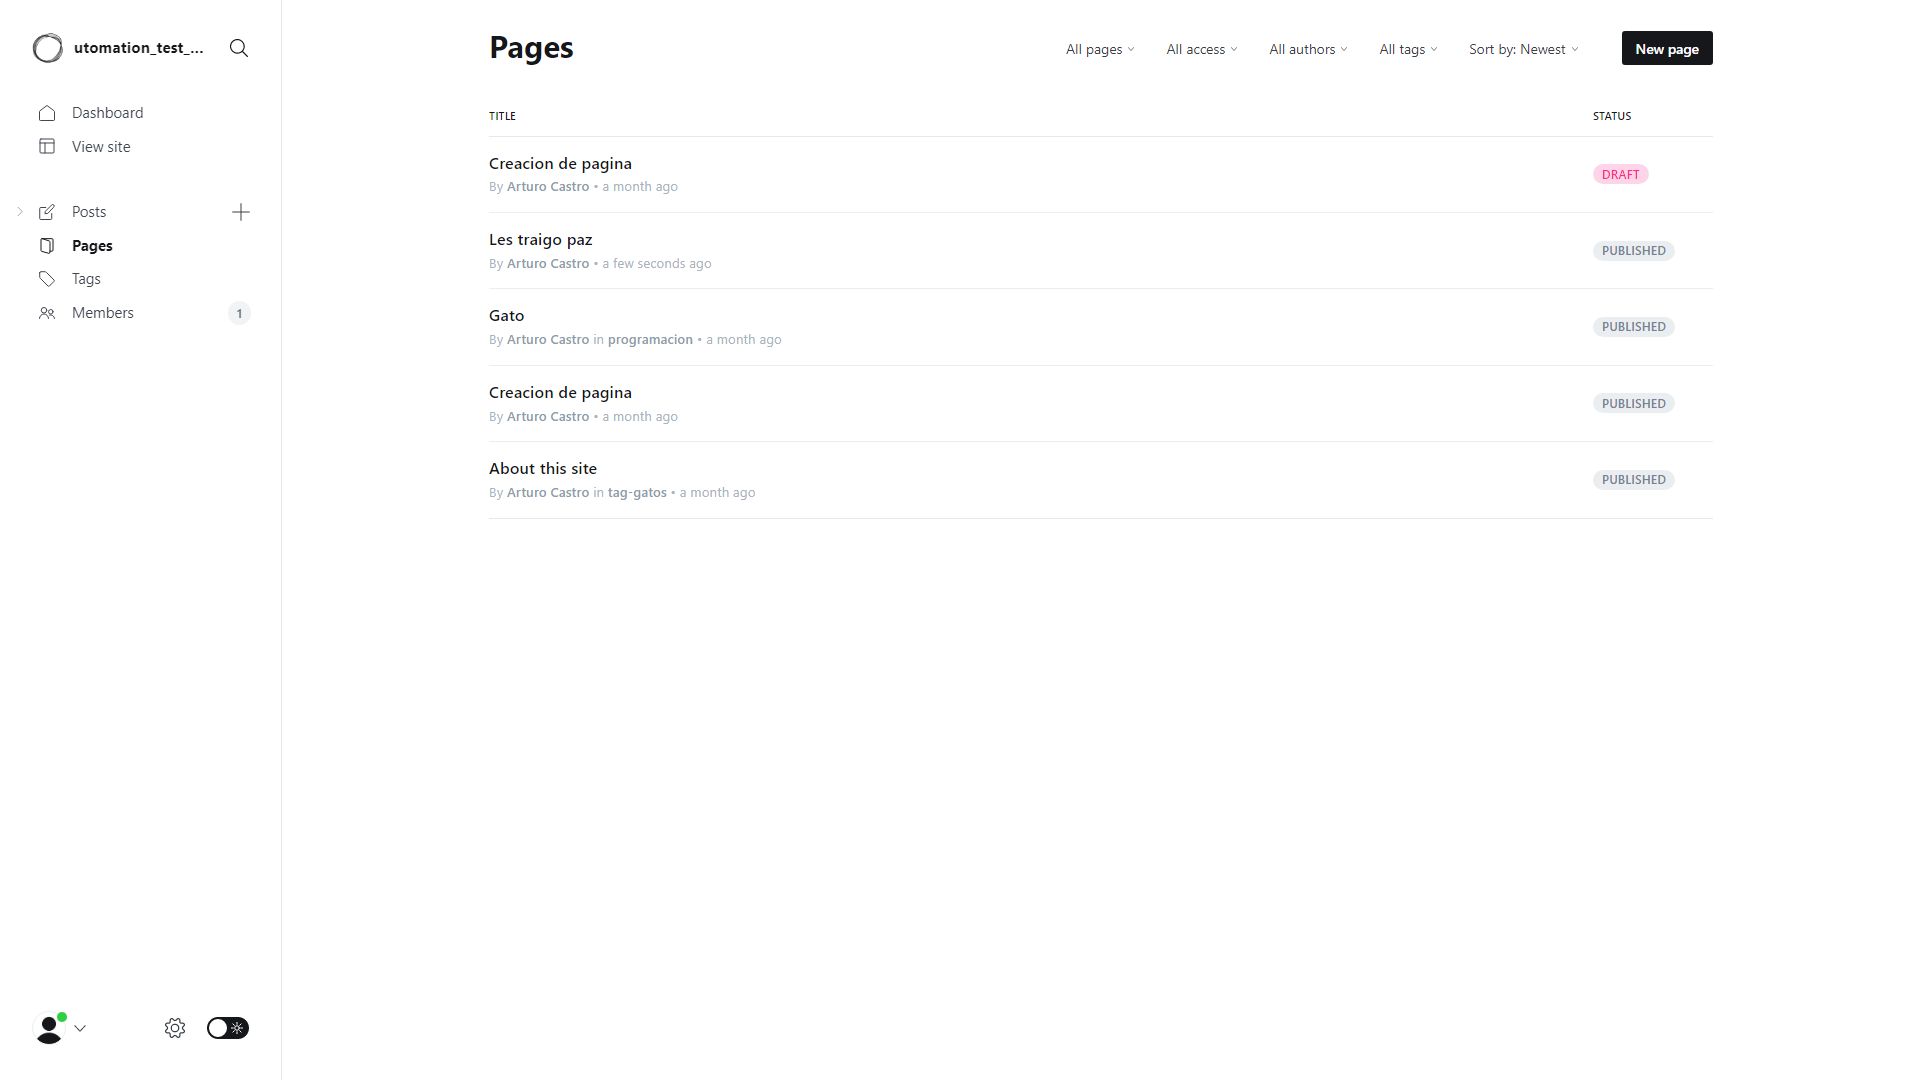 utomation_test_...
Dashboard
View site
Posts
Pages
Tags
Members 1
Pages
All pages All access All authors All tags Sort by: Newest New page
TITLE STATUS
Creacion de pagina
By Arturo Castro • a month ago
DRAFT
Les traigo paz
By Arturo Castro • a few seconds ago
PUBLISHED
Gato
By Arturo Castro in programacion • a month ago
PUBLISHED
Creacion de pagina
By Arturo Castro • a month ago
PUBLISHED
About this site
By Arturo Castro in tag-gatos • a month ago
PUBLISHED